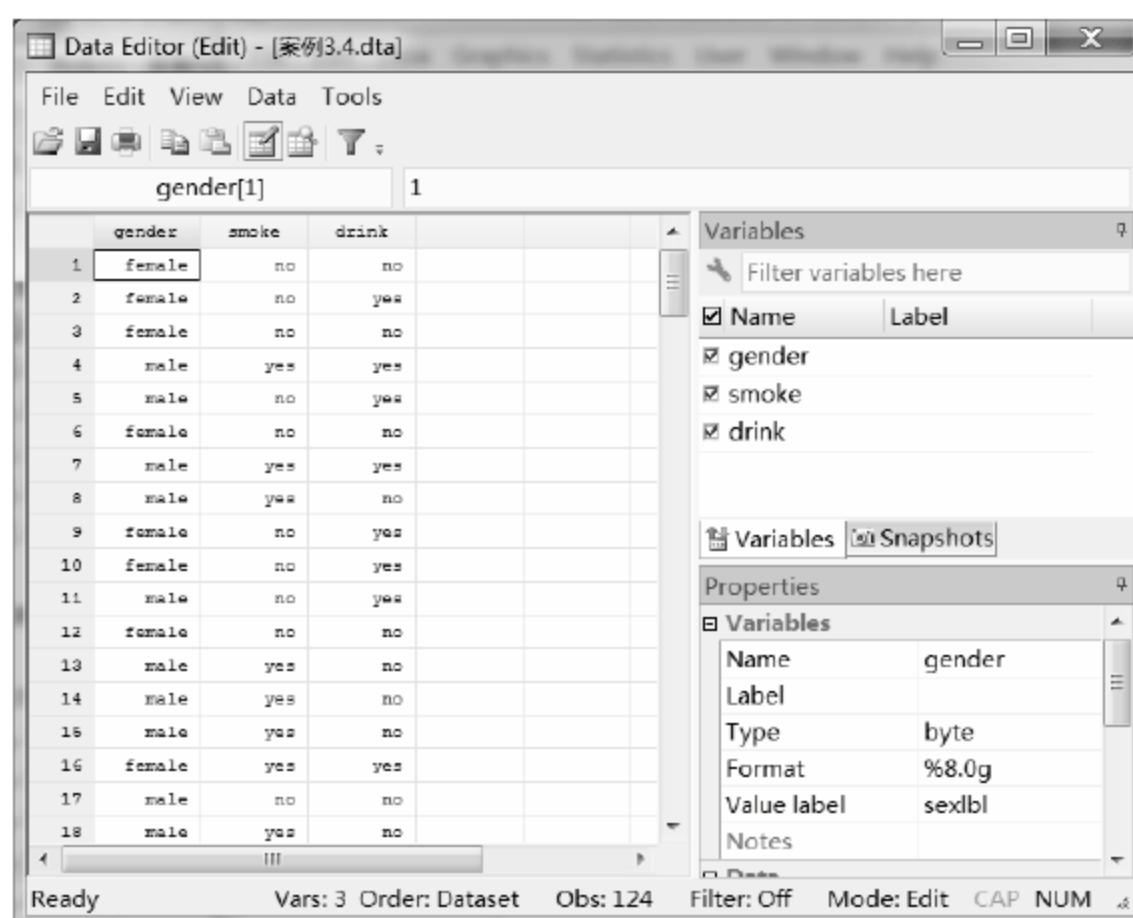 Data Editor (Edit) - [案例3.4.dta]
File Edit View Data Tools
gender[1] 1
gender smoke drink
1 female no no
2 female no yes
3 female no no
4 male yes yes
5 male no yes
6 female no no
7 male yes yes
8 male yes no
9 female no yes
10 female no yes
11 male no yes
12 female no no
13 male yes no
14 male yes no
15 male yes no
16 female yes yes
17 male no no
18 male yes no
Variables
Filter variables here
Name Label
gender
smoke
drink
Variables Snapshots
Properties
Variables
Name gender
Label
Type byte
Format %8.0g
Value label sexlbl
Notes
Data
Ready Vars: 3 Order: Dataset Obs: 124 Filter: Off Mode: Edit CAP NUM